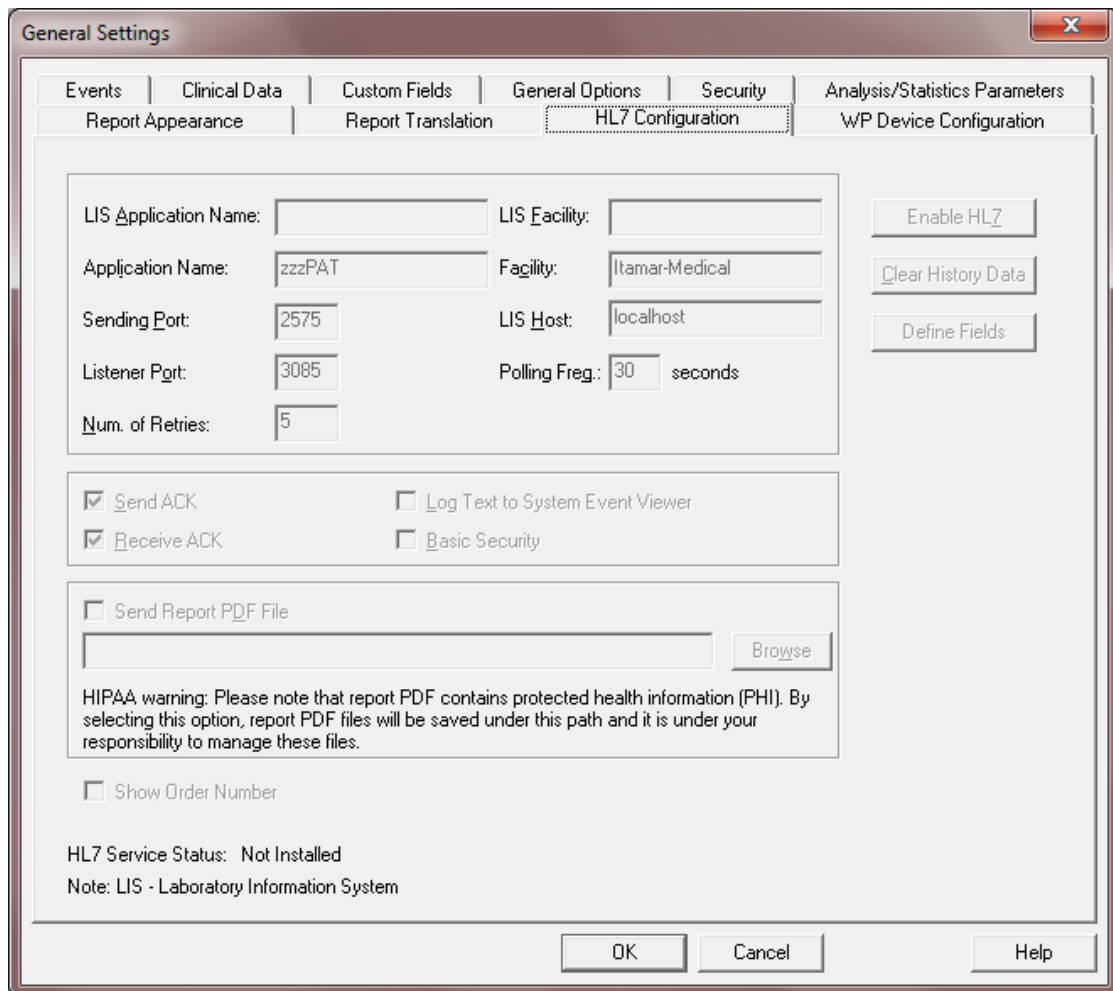 General Settings
Events Clinical Data Custom Fields General Options Security Analysis/Statistics Parameters
Report Appearance Report Translation HL7 Configuration WP Device Configuration
LIS Application Name: LIS Facility: Enable HL7
Application Name: zzzPAT Facility: Itamar-Medical Clear History Data
Sending Port: 2575 LIS Host: localhost Define Fields
Listener Port: 3085 Polling Freq.: 30 seconds
Num. of Retries: 5
Send ACK Log Text to System Event Viewer
Receive ACK Basic Security
Send Report PDF File
Browse
HIPAA warning: Please note that report PDF contains protected health information (PHI). By
selecting this option, report PDF files will be saved under this path and it is under your
responsibility to manage these files.
Show Order Number
HL7 Service Status: Not Installed
Note: LIS - Laboratory Information System
OK Cancel Help